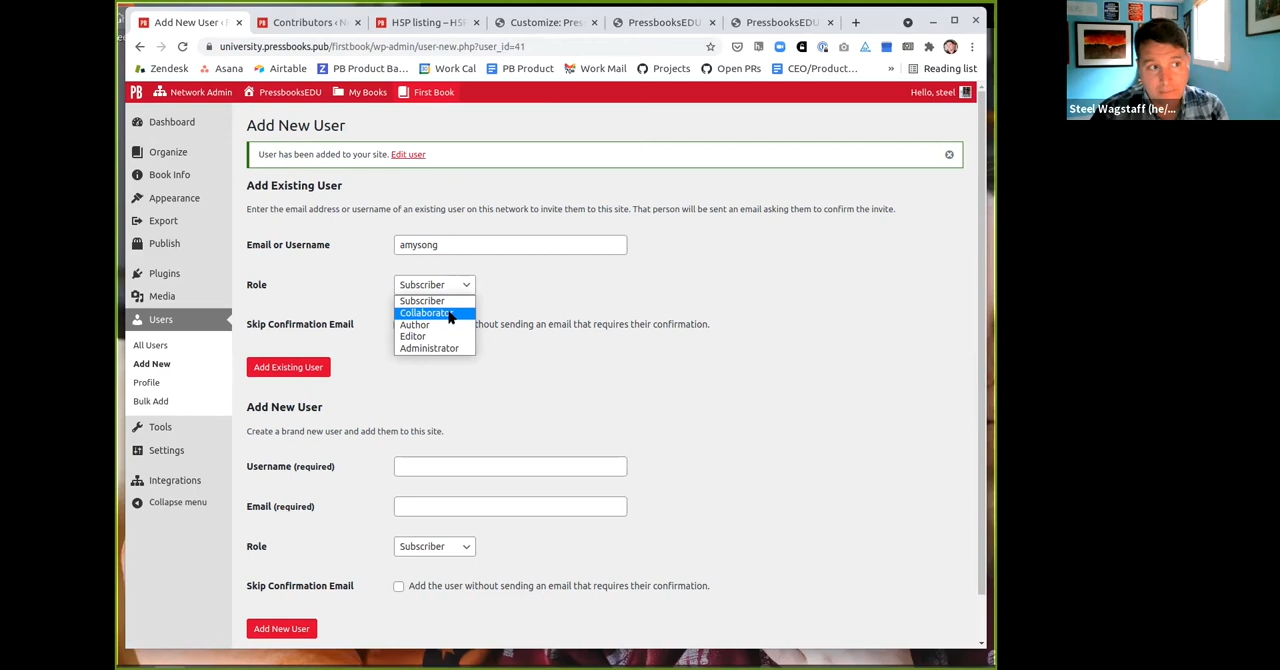 Add New User ‹
Contributors ‹ N
H5P listing – H5P
Customize: Pres
PressbooksEDU
PressbooksEDU
university.pressbooks.pub/firstbook/wp-admin/user-new.php?user_id=41
Zendesk Asana Airtable PB Product Ba... Work Cal PB Product Work Mail Projects Open PRs CEO/Product... » Reading list
PB Network Admin PressbooksEDU My Books First Book Hello, steel
Dashboard
Organize
Book Info
Appearance
Export
Publish
Plugins
Media
Users
All Users
Add New
Profile
Bulk Add
Tools
Settings
Integrations
Collapse menu
Add New User
User has been added to your site. Edit user
Add Existing User
Enter the email address or username of an existing user on this network to invite them to this site. That person will be sent an email asking them to confirm the invite.
Email or Username amysong
Role Subscriber
Subscriber
Collaborator
Author
Editor
Administrator
Skip Confirmation Email thout sending an email that requires their confirmation.
Add Existing User
Add New User
Create a brand new user and add them to this site.
Username (required)
Email (required)
Role Subscriber
Skip Confirmation Email Add the user without sending an email that requires their confirmation.
Add New User
Steel Wagstaff (he/...